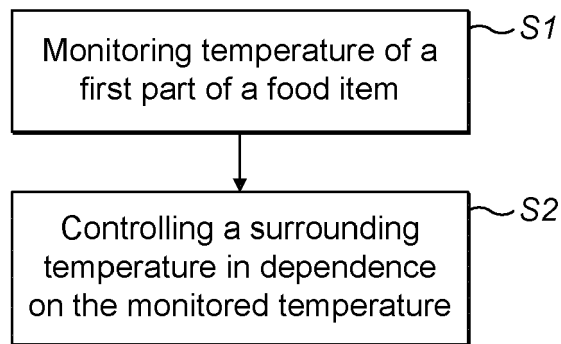 Monitoring temperature of a
first part of a food item
S1
Controlling a surrounding
temperature in dependence
on the monitored temperature
S2